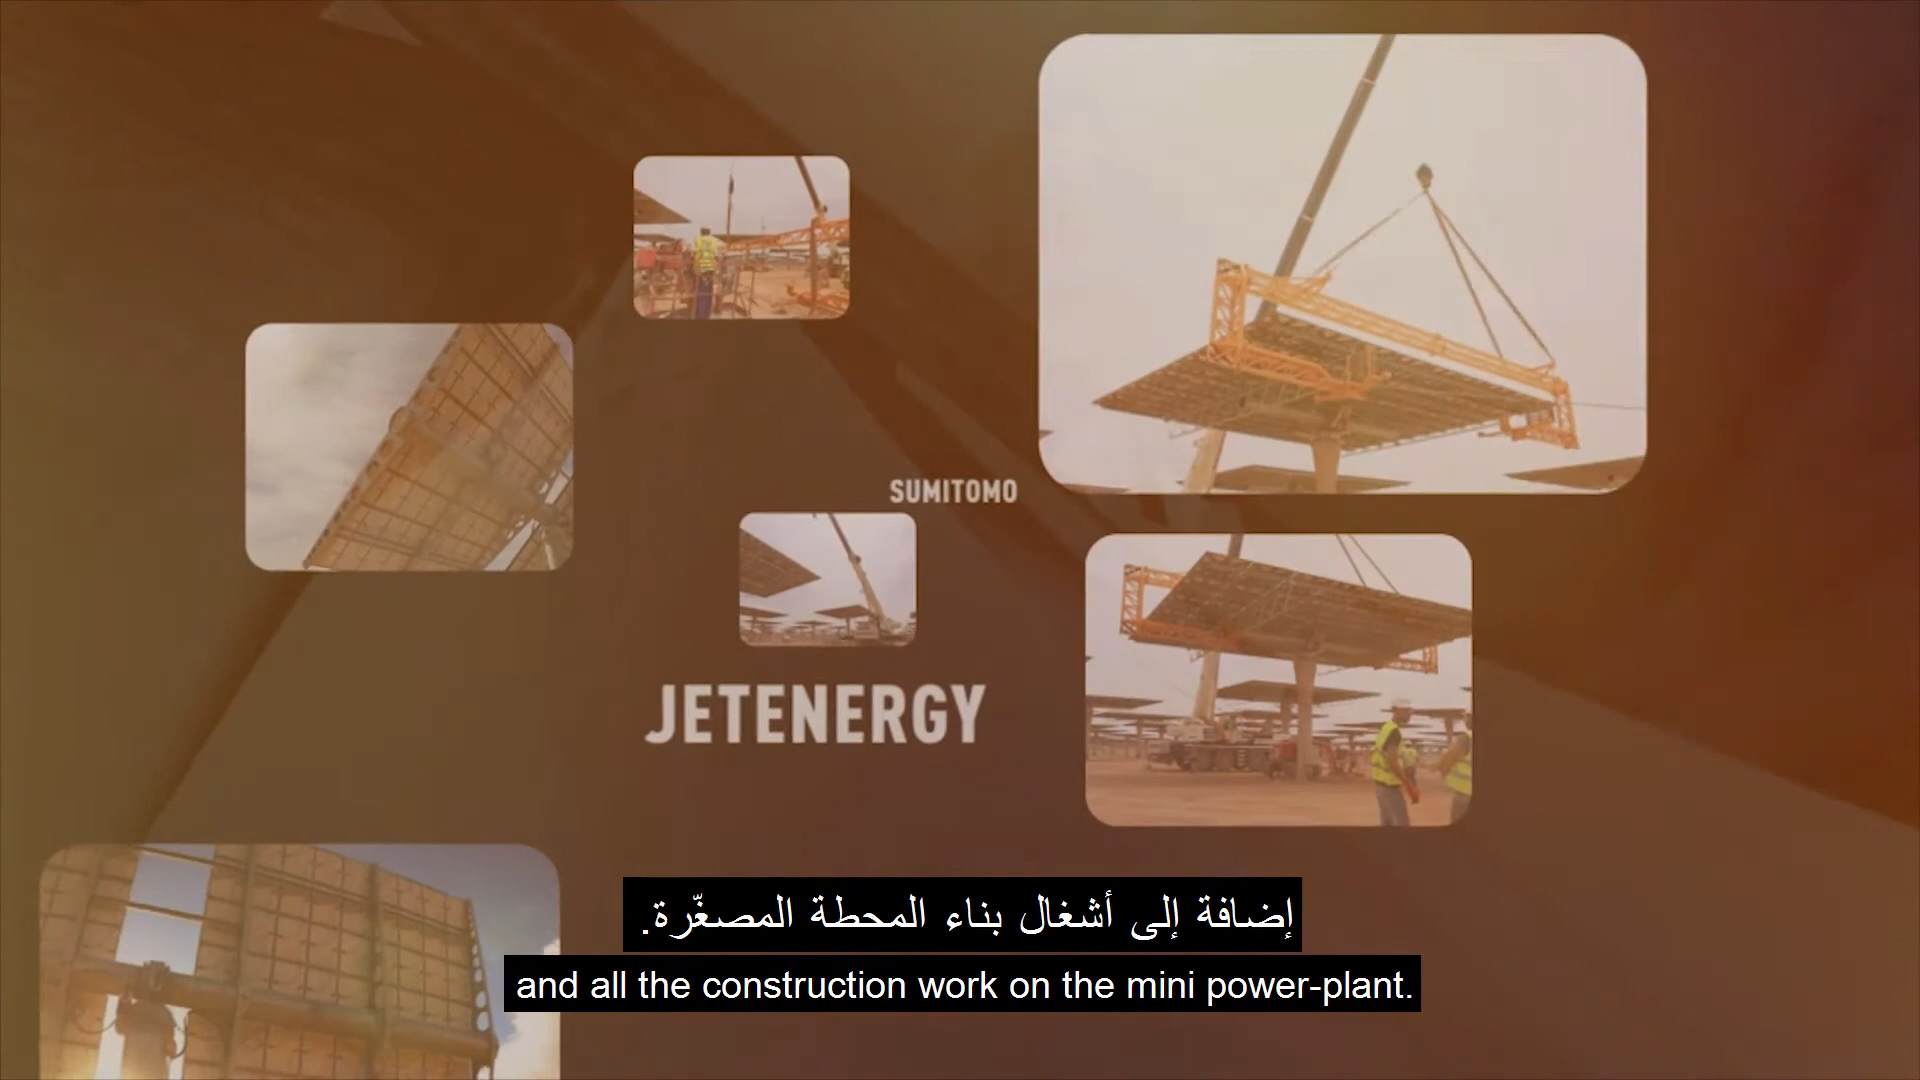 SUMITOMO
JETENERGY
إضافة إلى أشغال بناء المحطة المصغّرة.
and all the construction work on the mini power-plant.